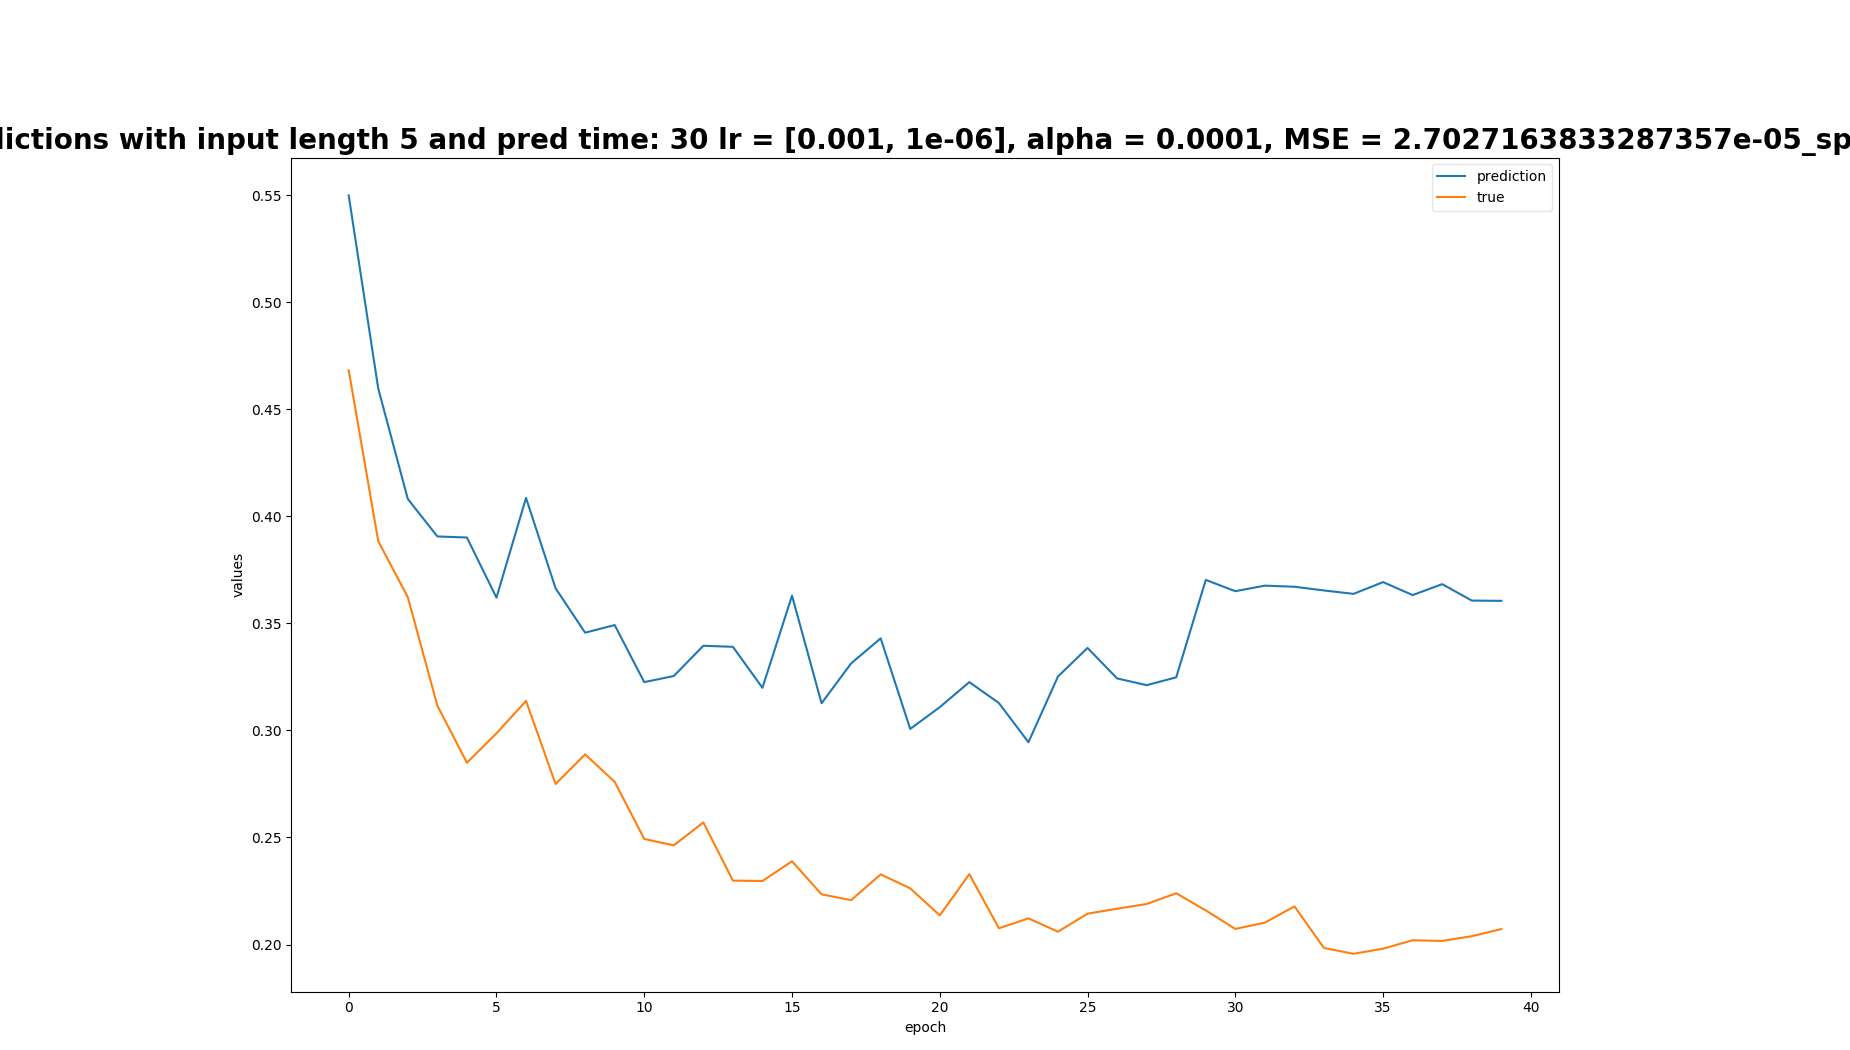 with input length 5 and pred time: 30 lr = [0.001, 1e-06], alpha = 0.0001, MSE = 2.7027163833287357e-05_sp
prediction
true
0.55
0.50
0.45
0.40
0.35
0.30
0.25
0.20
values
0 5 10 15 20 25 30 35 40
epoch